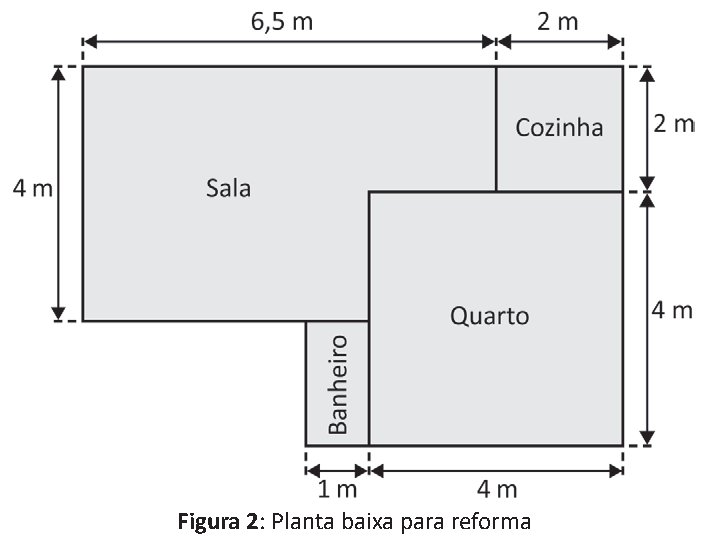 6,5 m
2 m
Cozinha
2 m
4 m
Sala
Quarto
4 m
Banheiro
1 m
4 m
Figura 2: Planta baixa para reforma